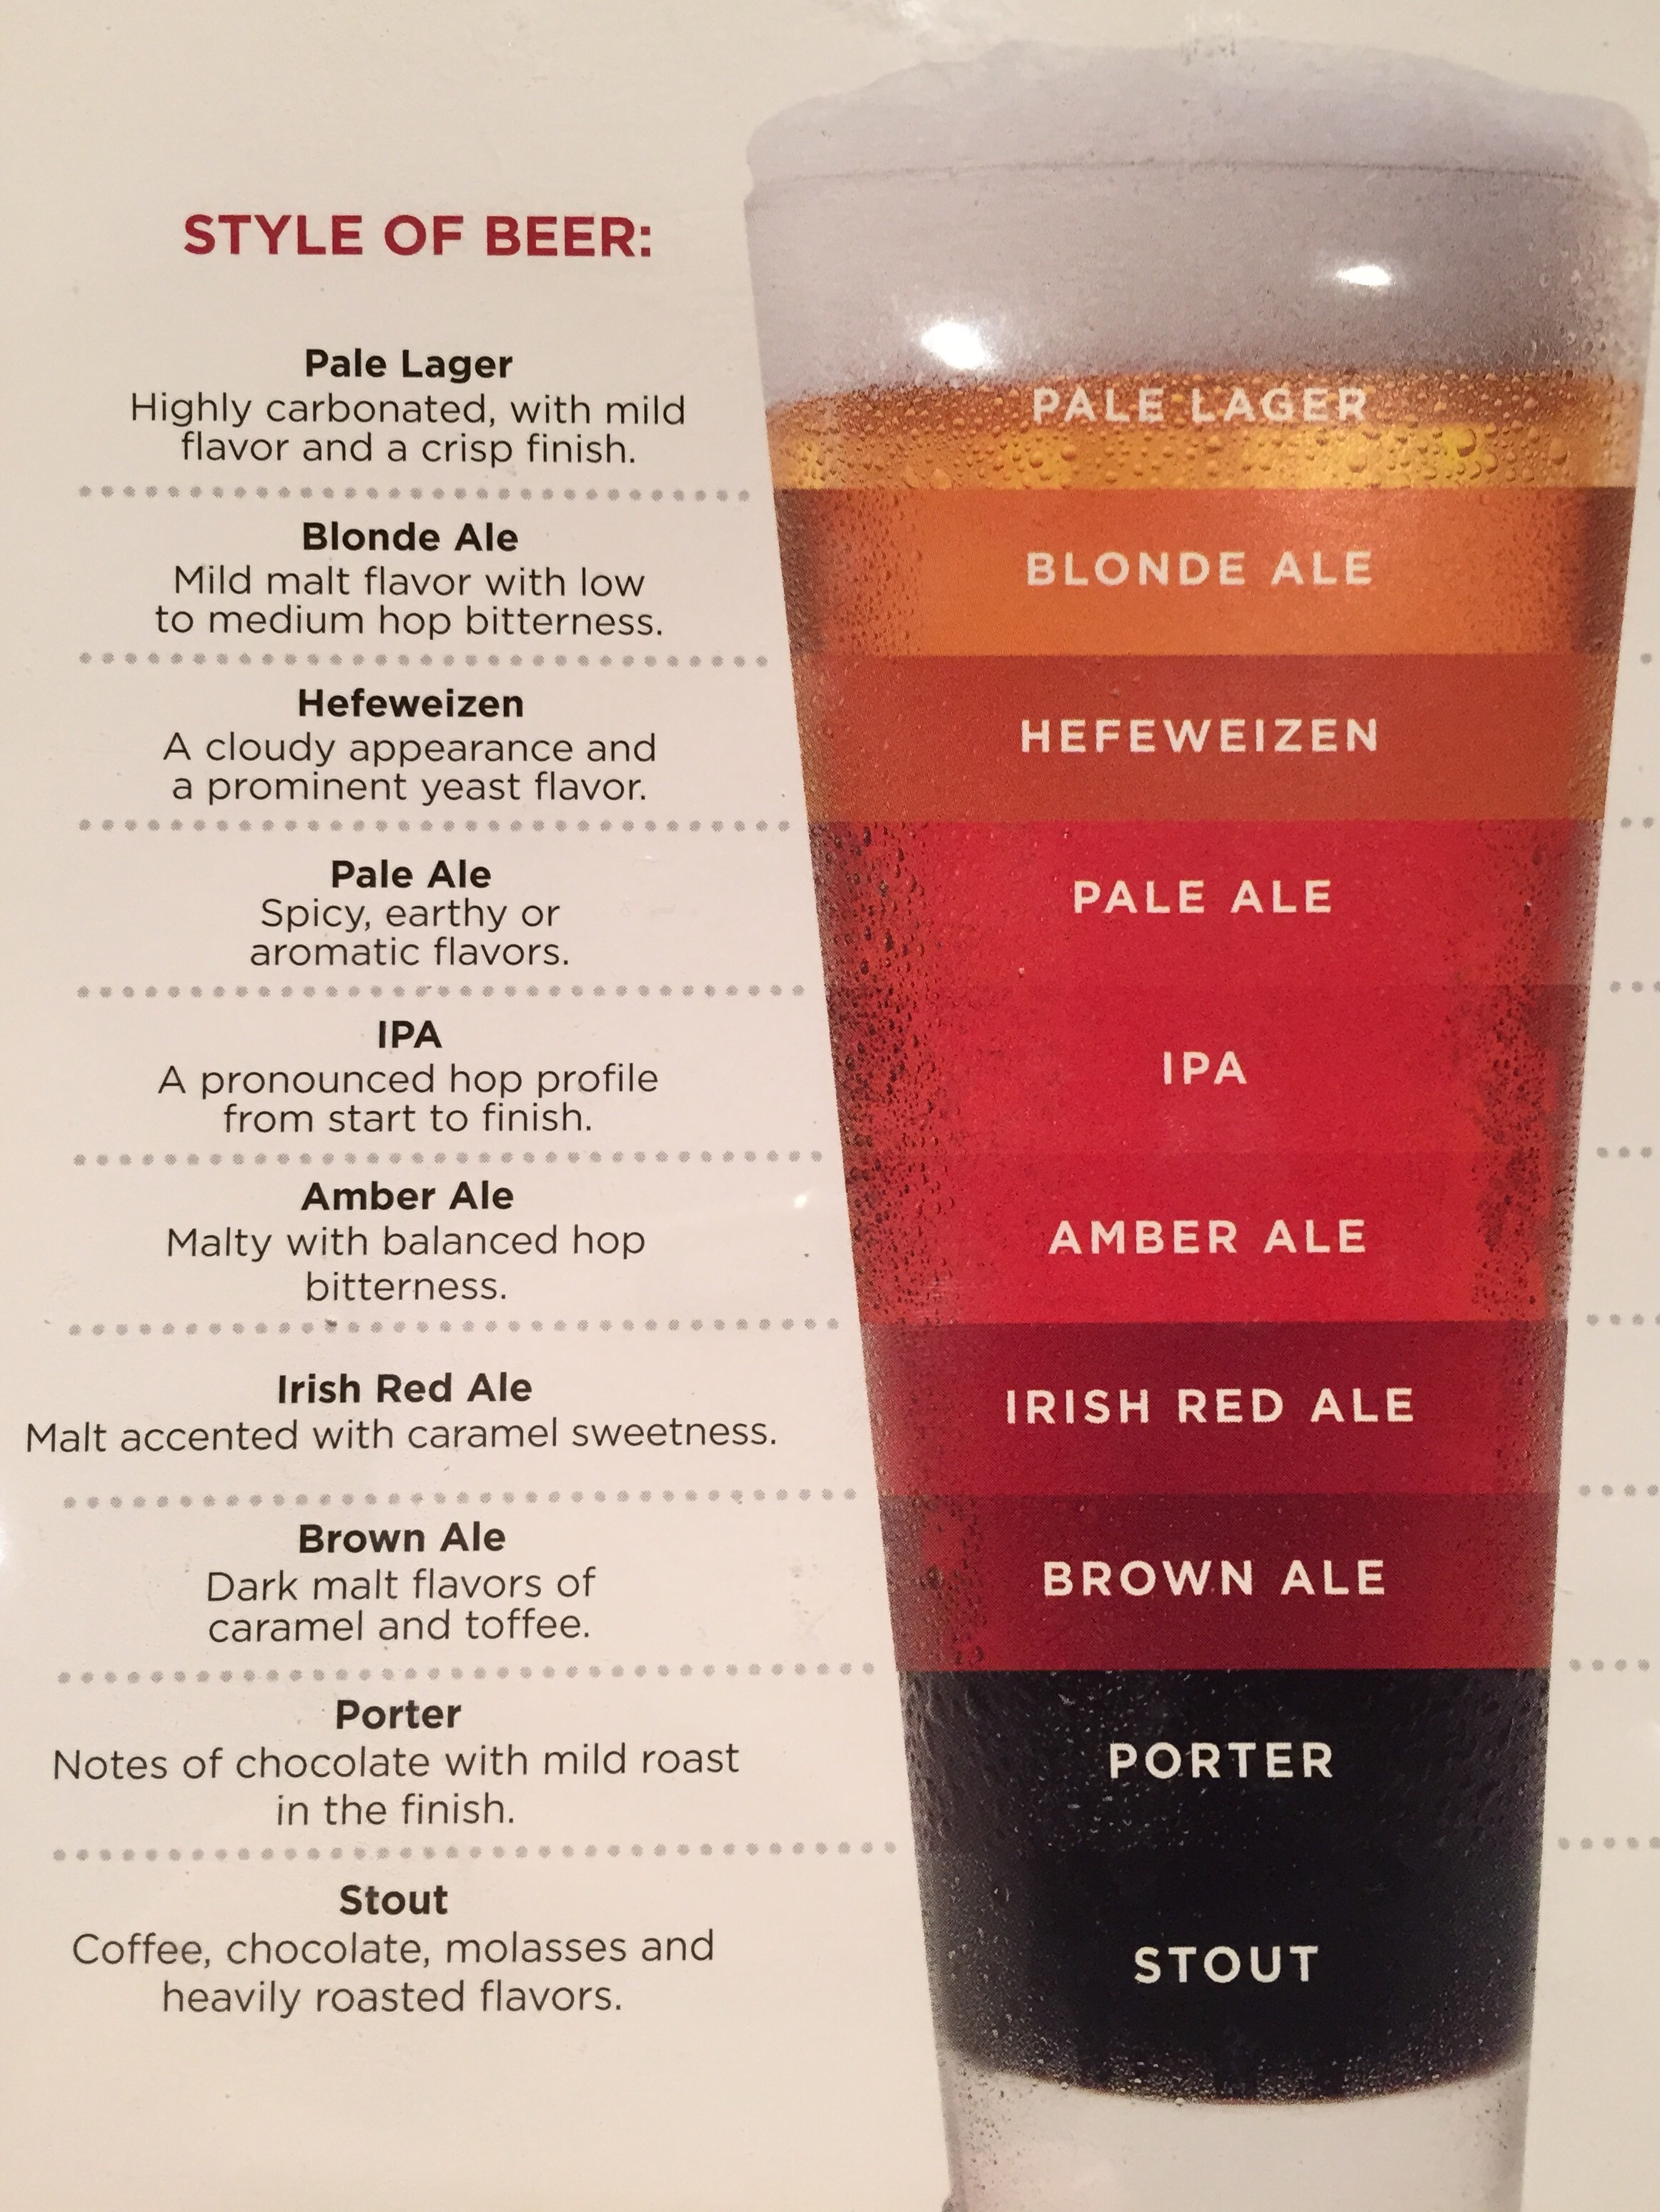 STYLE OF BEER:
Pale Lager
Highly carbonated, with mild
flavor and a crisp finish.
Blonde Ale
Mild malt flavor with low
to medium hop bitterness.
Hefeweizen
A cloudy appearance and
a prominent yeast flavor.
Pale Ale
Spicy, earthy or
aromatic flavors.
IPA
A pronounced hop profile
from start to finish.
Amber Ale
Malty with balanced hop
bitterness.
Irish Red Ale
Malt accented with caramel sweetness.
Brown Ale
Dark malt flavors of
caramel and toffee.
Porter
Notes of chocolate with mild roast
in the finish.
Stout
Coffee, chocolate, molasses and
heavily roasted flavors.
PALE LAGER
BLONDE ALE
HEFEWEIZEN
PALE ALE
IPA
AMBER ALE
IRISH RED ALE
BROWN ALE
PORTER
STOUT